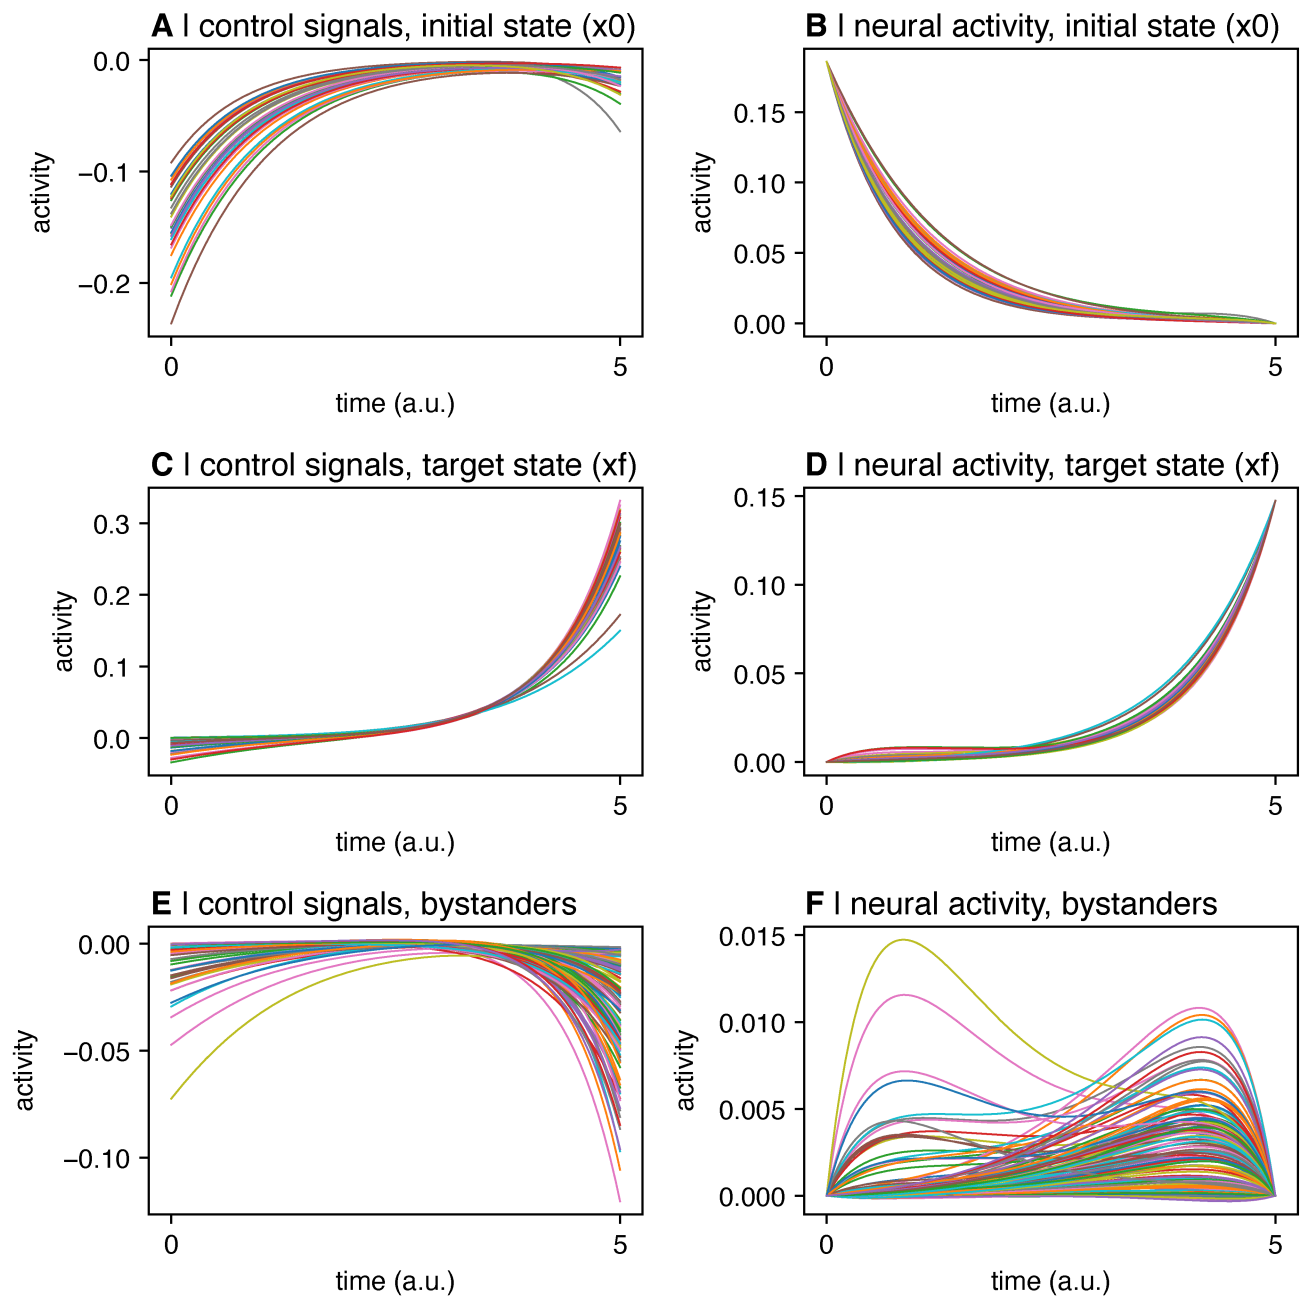 A | control signals, initial state (x0)
0.0
−0.1
−0.2
activity
0 5
time (a.u.)
B | neural activity, initial state (x0)
0.15
0.10
0.05
0.00
activity
0 5
time (a.u.)
C | control signals, target state (xf)
0.3
0.2
0.1
0.0
activity
0 5
time (a.u.)
D | neural activity, target state (xf)
0.15
0.10
0.05
0.00
activity
0 5
time (a.u.)
E | control signals, bystanders
0.00
−0.05
−0.10
activity
0 5
time (a.u.)
F | neural activity, bystanders
0.015
0.010
0.005
0.000
activity
0 5
time (a.u.)